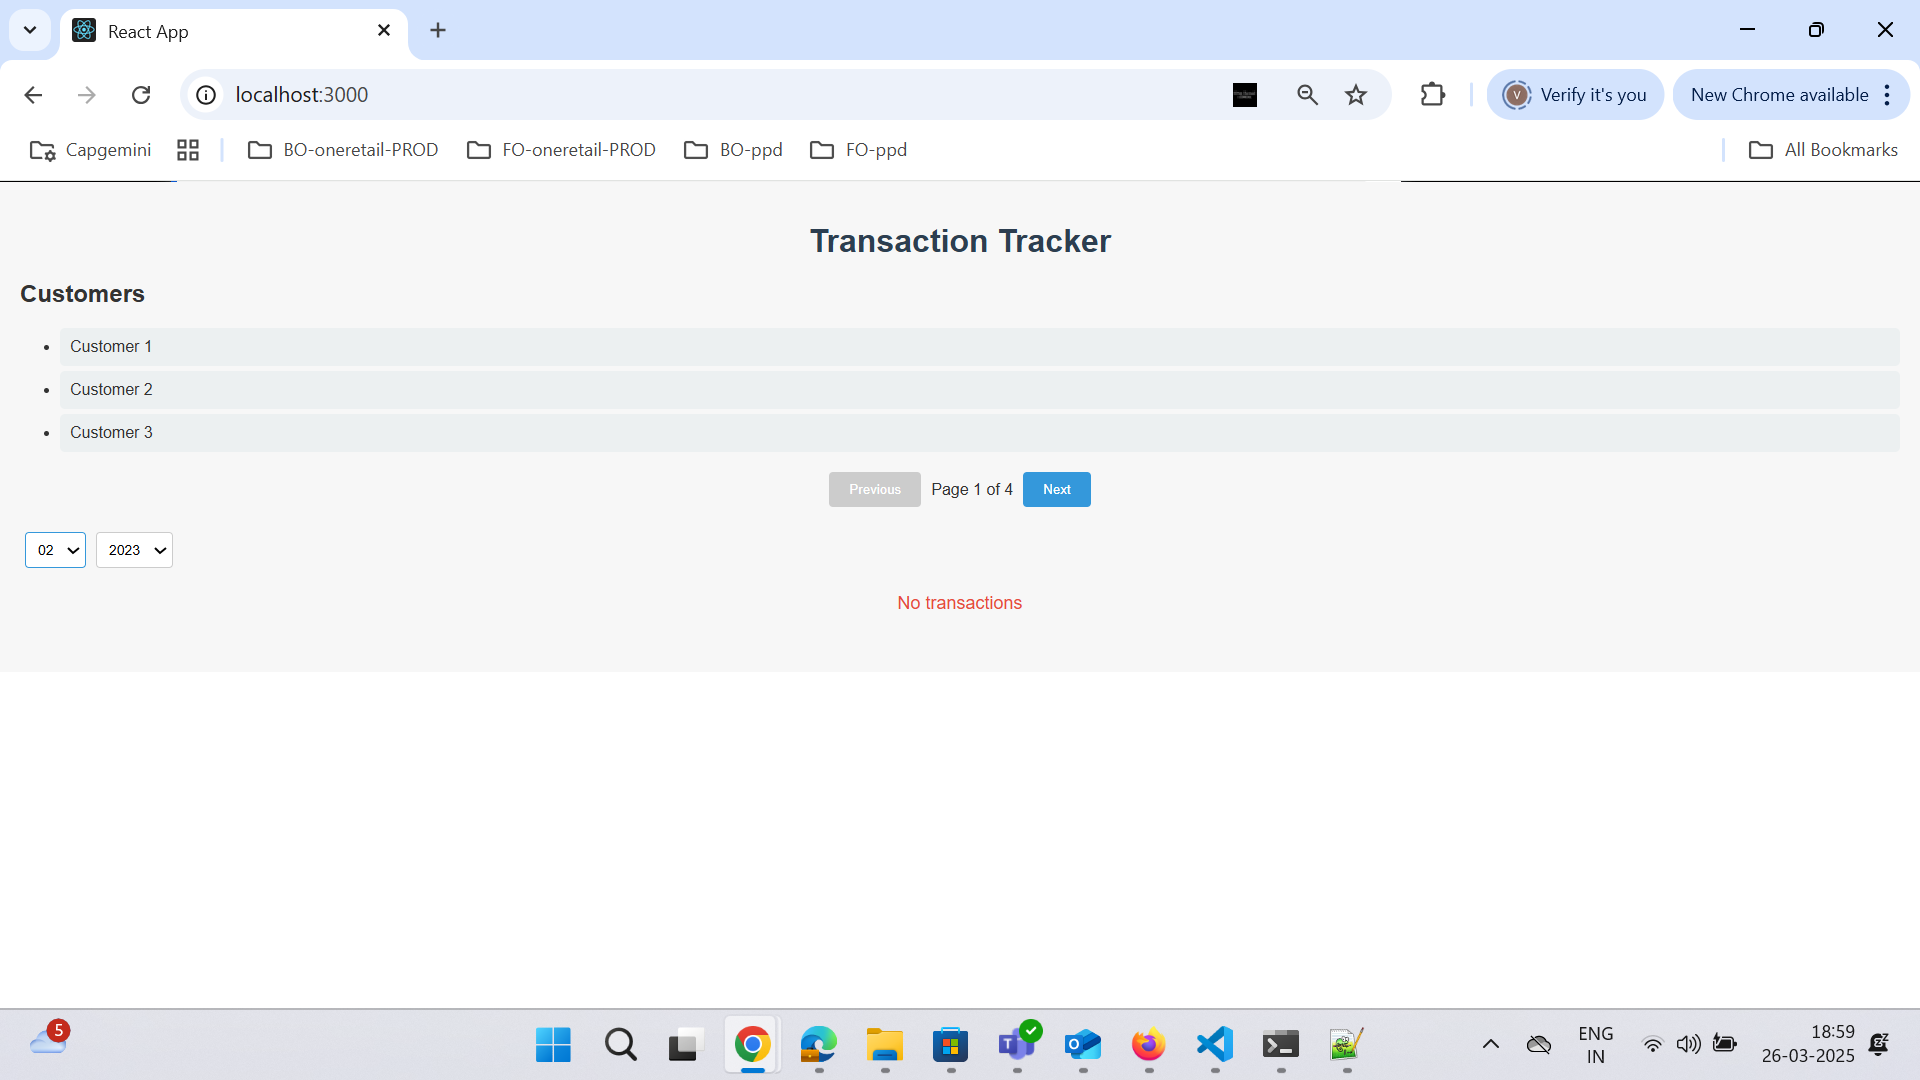 React App
localhost:3000
Verify it's you
New Chrome available
Capgemini
BO-oneretail-PROD
FO-oneretail-PROD
BO-ppd
FO-ppd
All Bookmarks
Transaction Tracker
Customers
Customer 1
Customer 2
Customer 3
Previous Page 1 of 4 Next
02 2023
No transactions
5
ENG
IN
18:59
26-03-2025